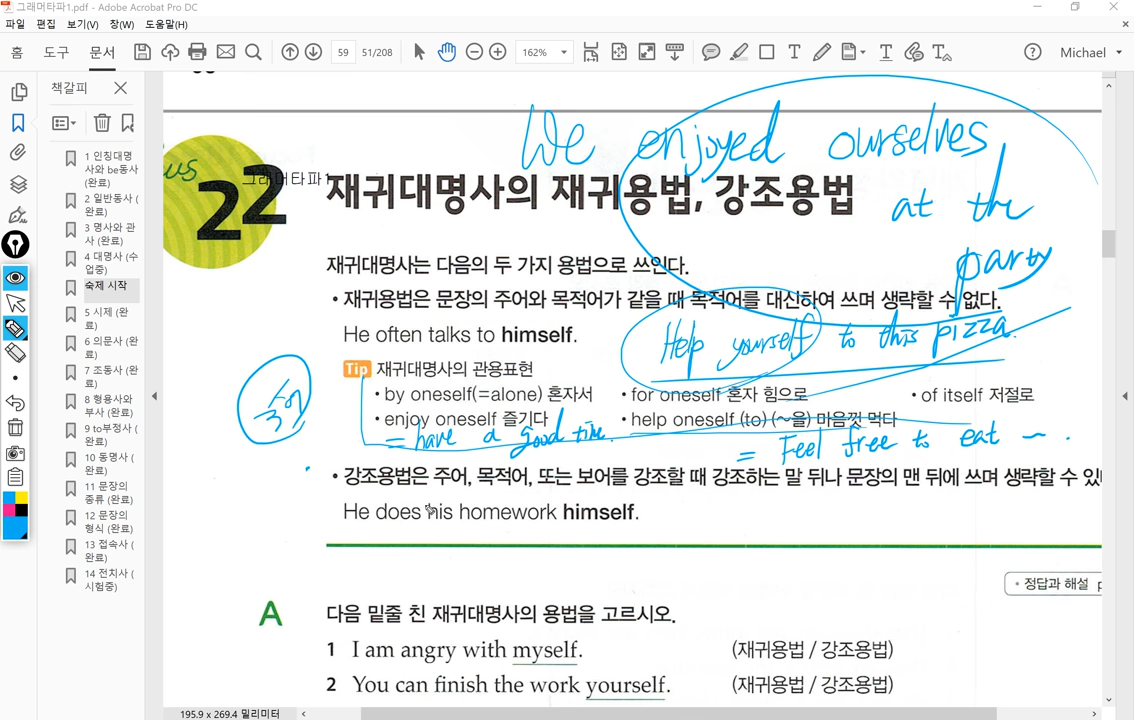 그래머타파1.pdf - Adobe Acrobat Pro DC
파일 편집 보기(V) 창(W) 도움말(H)
홈 도구 문서 59 51/208 162% Michael
책갈피
1 인칭대명
사와 be동사
(완료)
2 일반동사 (
완료)
3 명사와 관
사 (완료)
4 대명사 (수
업중)
숙제 시작
5 시제 (완
료)
6 의문사 (완
료)
7 조동사 (완
료)
8 형용사와
부사 (완료)
9 to부정사 (
완료)
10 동명사 (
완료)
11 문장의
종류 (완료)
12 문장의
형식 (완료)
13 접속사 (
완료)
14 전치사 (
시험중)
We enjoyed ourselves
at the
party
us
22
그래머타파1
재귀대명사의 재귀용법, 강조용법
재귀대명사는 다음의 두 가지 용법으로 쓰인다.
• 재귀용법은 문장의 주어와 목적어가 같을 때 목적어를 대신하여 쓰며 생략할 수 없다.
He often talks to himself.
Help yourself to this pizza.
Tip 재귀대명사의 관용표현
• by oneself(=alone) 혼자서 • for oneself 혼자 힘으로 • of itself 저절로
• enjoy oneself 즐기다 • help oneself (to) (~을) 마음껏 먹다
숙어
= have a good time.
= Feel free to eat ~.
• 강조용법은 주어, 목적어, 또는 보어를 강조할 때 강조하는 말 뒤나 문장의 맨 뒤에 쓰며 생략할 수 있
He does his homework himself.
• 정답과 해설 p
A 다음 밑줄 친 재귀대명사의 용법을 고르시오.
1 I am angry with myself. (재귀용법 / 강조용법)
2 You can finish the work yourself. (재귀용법 / 강조용법)
195.9 x 269.4 밀리미터